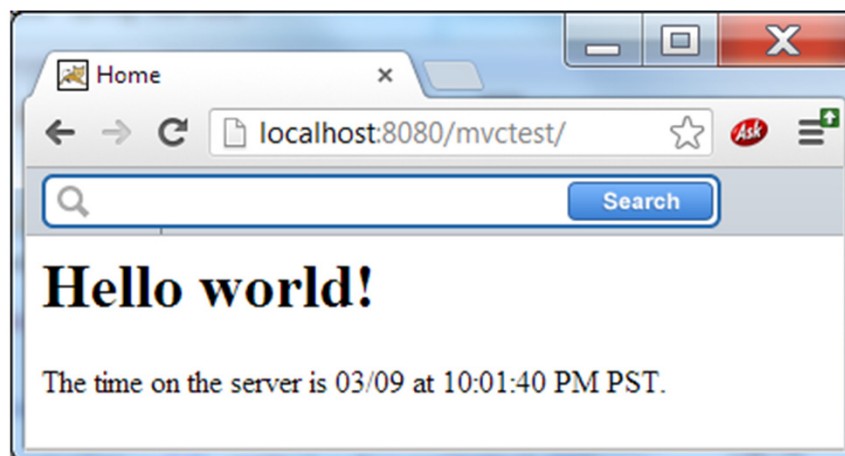 Home
localhost:8080/mvctest/
Ask
Search
Hello world!
The time on the server is 03/09 at 10:01:40 PM PST.